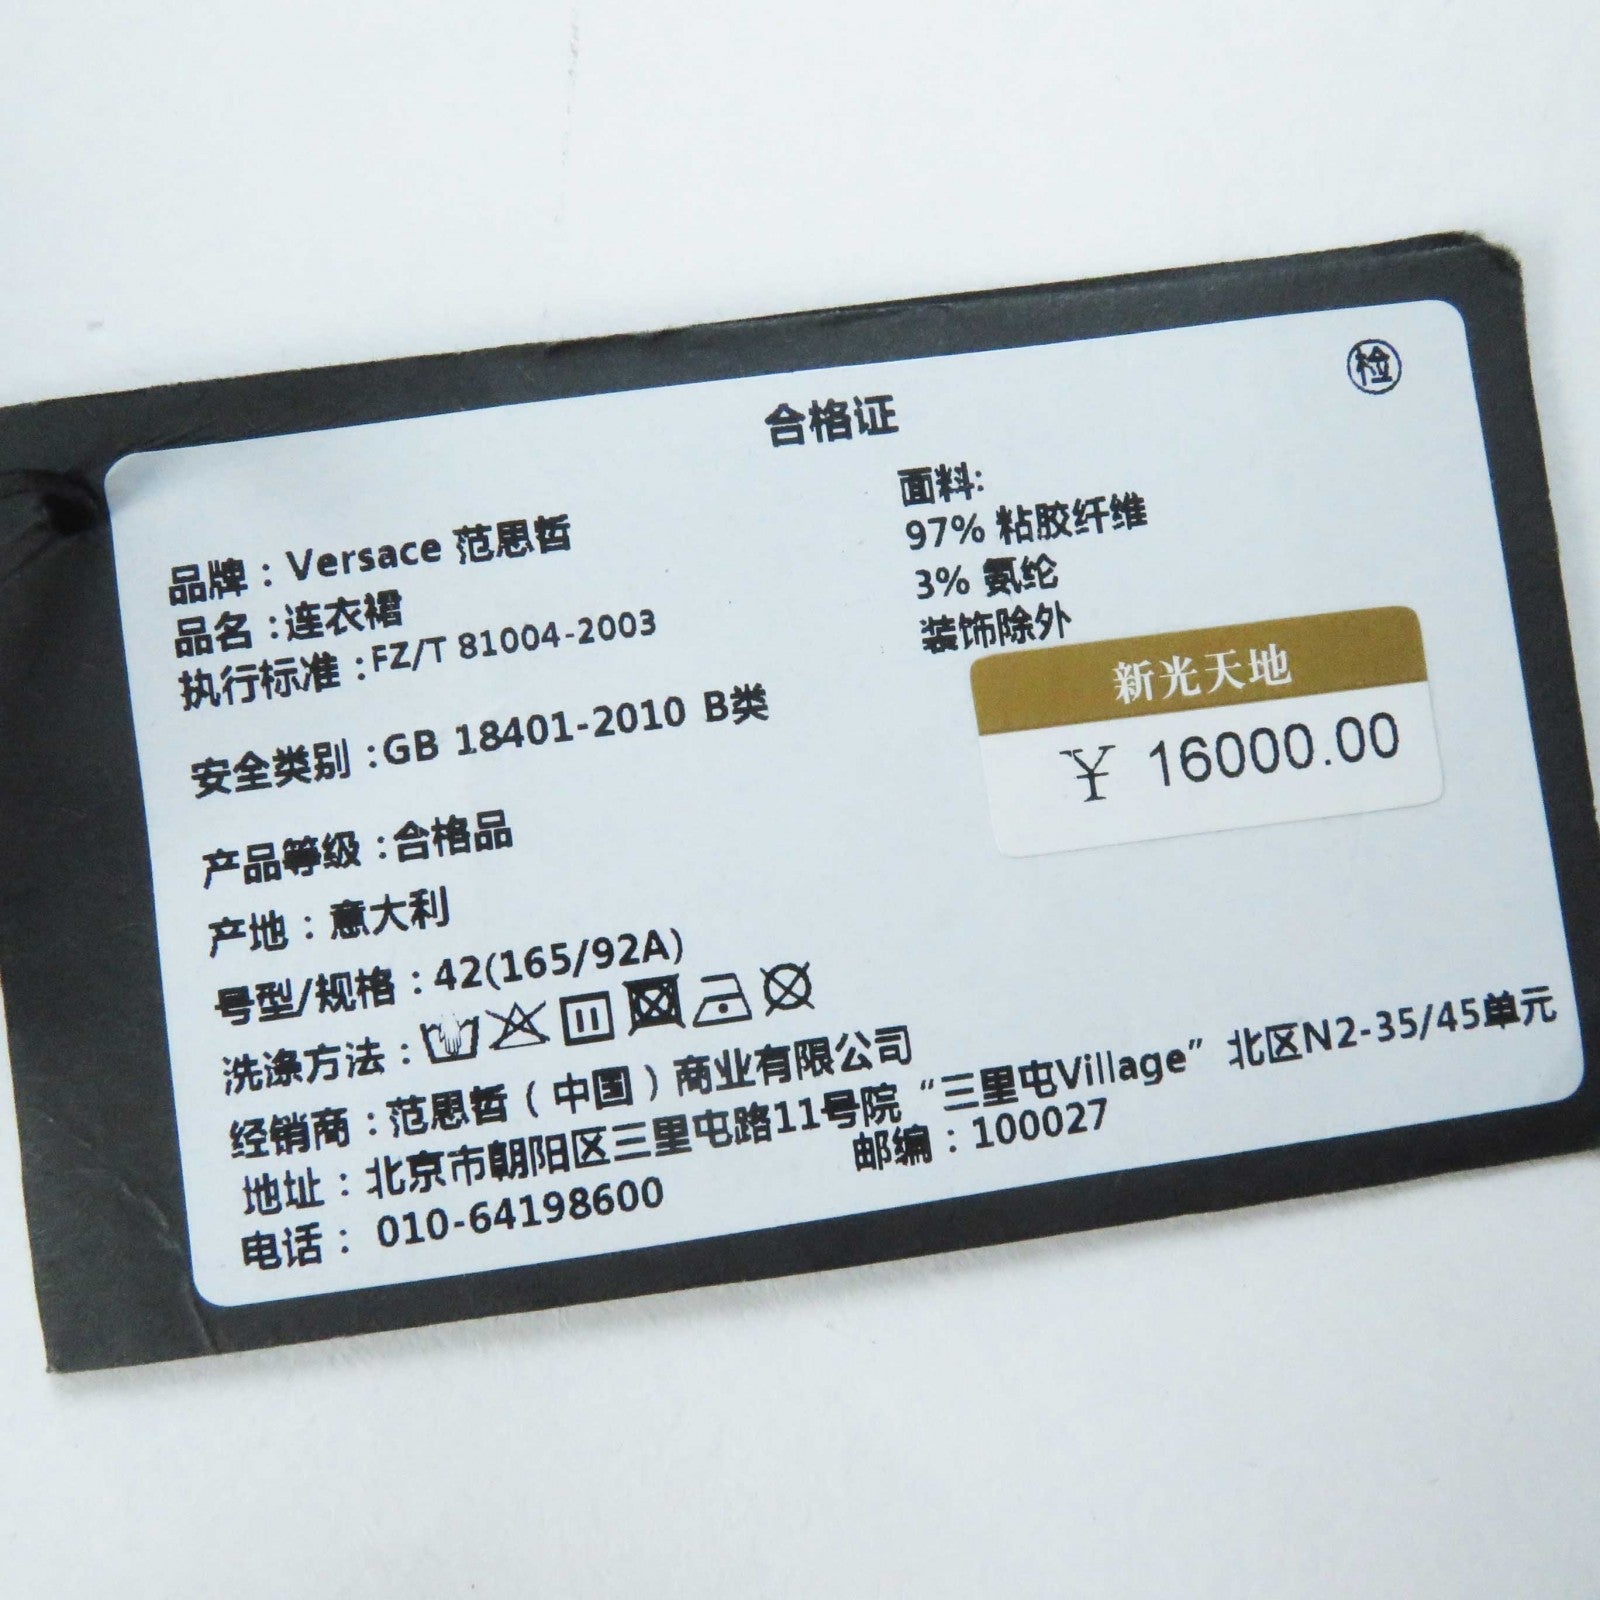 检
合格证
品牌：Versace 范思哲
品名：连衣裙
执行标准：FZ/T 81004-2003
安全类别：GB 18401-2010 B类
产品等级：合格品
产地：意大利
号型/规格：42(165/92A)
洗涤方法：
经销商：范思哲（中国）商业有限公司
地址：北京市朝阳区三里屯路11号院“三里屯Village”北区N2-35/45单元
电话：010-64198600 邮编：100027
面料:
97% 粘胶纤维
3% 氨纶
装饰除外
新光天地
￥ 16000.00